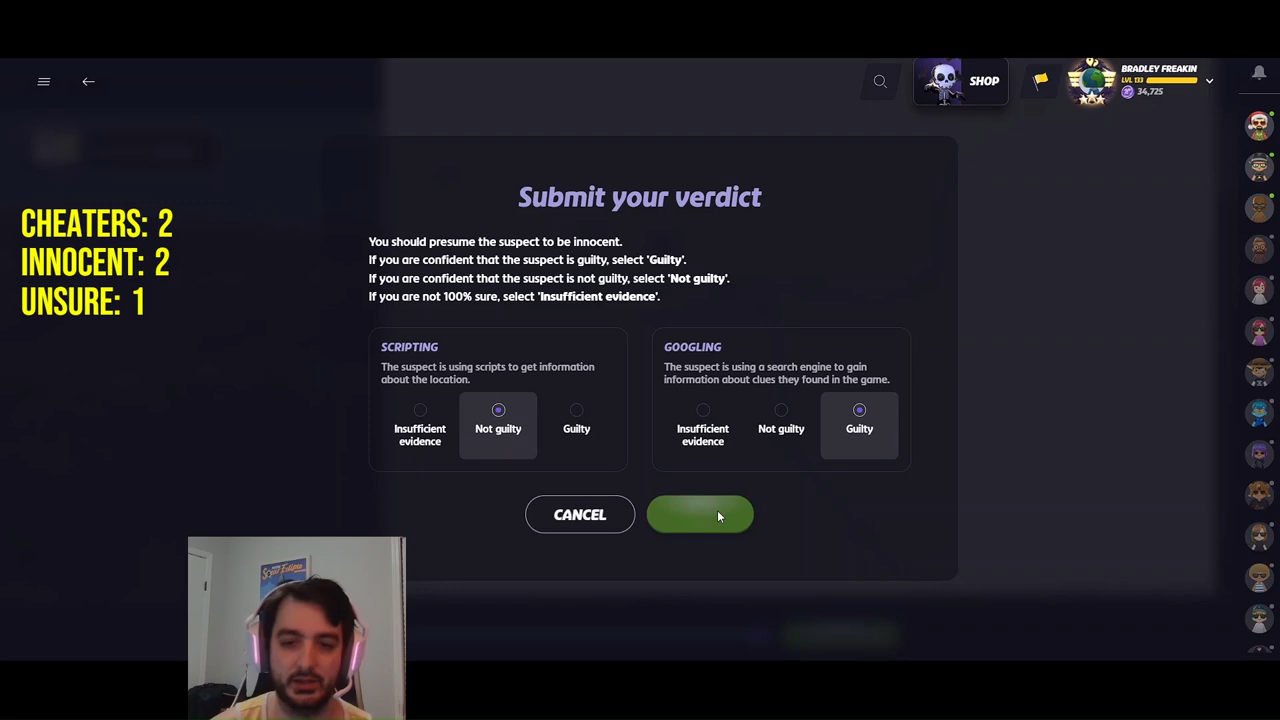 SHOP
BRADLEY FREAKIN
LVL 133
34,725
CHEATERS: 2
INNOCENT: 2
UNSURE: 1
Submit your verdict
You should presume the suspect to be innocent.
If you are confident that the suspect is guilty, select 'Guilty'.
If you are confident that the suspect is not guilty, select 'Not guilty'.
If you are not 100% sure, select 'Insufficient evidence'.
SCRIPTING
The suspect is using scripts to get information
about the location.
Insufficient
evidence
Not guilty
Guilty
GOOGLING
The suspect is using a search engine to gain
information about clues they found in the game.
Insufficient
evidence
Not guilty
Guilty
CANCEL